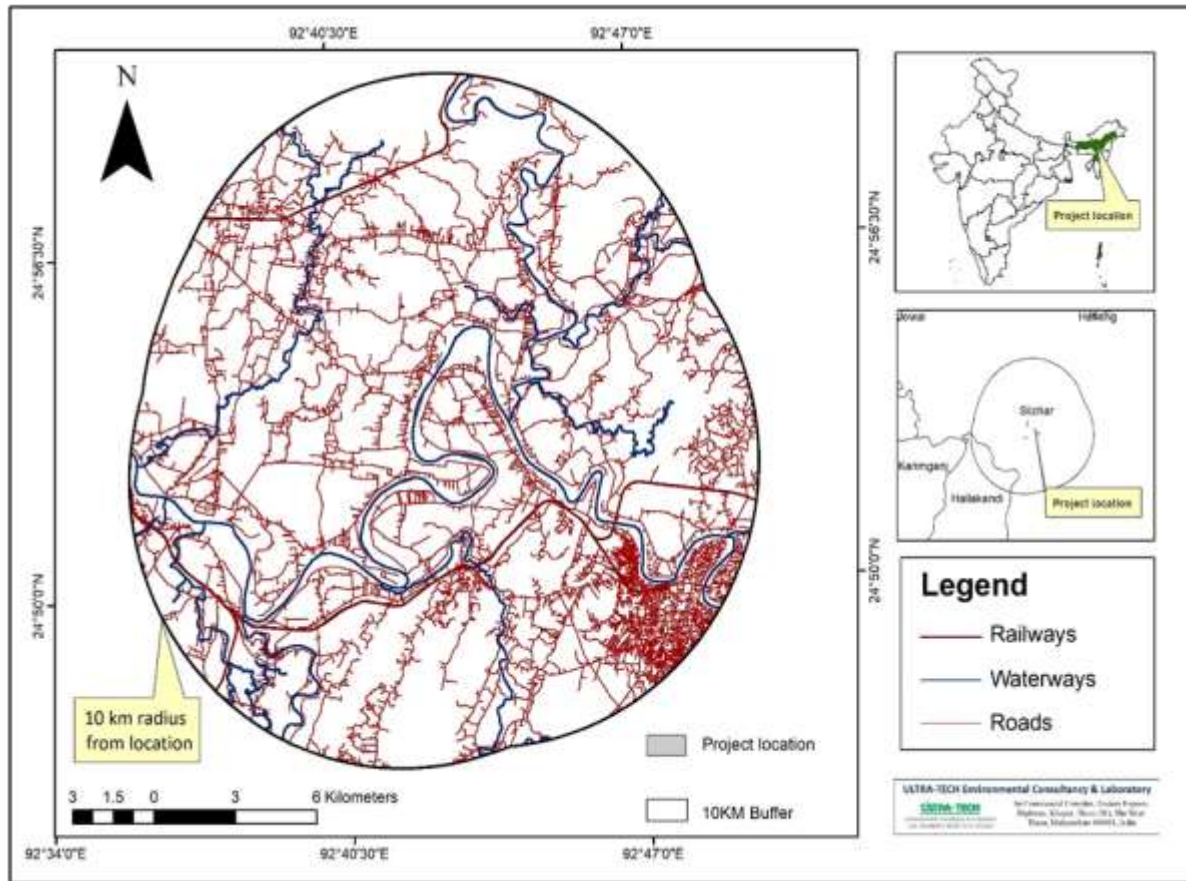 92°40'30"E
92°47'0"E
N
24°56'30"N
24°56'30"N
24°50'0"N
24°50'0"N
10 km radius
from location
3 1.5 0 3 6 Kilometers
Project location
10KM Buffer
92°34'0"E
92°40'30"E
92°47'0"E
Project location
Silchar
Karimganj
Hailakandi
Project location
Legend
Railways
Waterways
Roads
ULTRA-TECH Environmental Consultancy & Laboratory
ULTRA-TECH